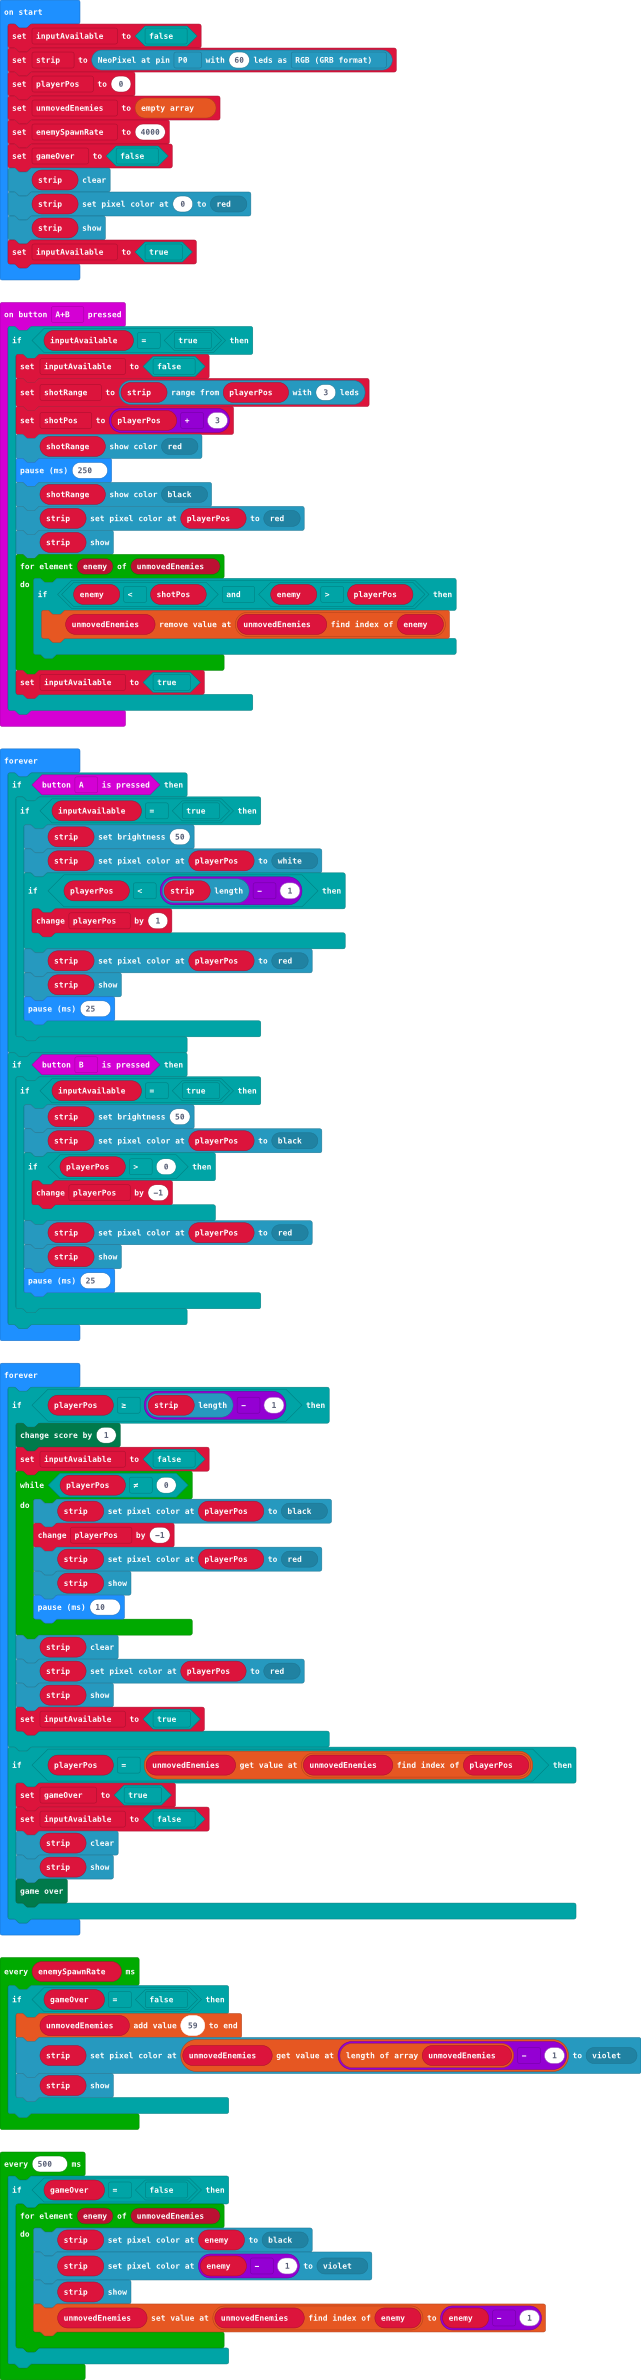 on start
set inputAvailable to false
set strip to NeoPixel at pin P0 with 60 leds as RGB (GRB format)
set playerPos to 0
set unmovedEnemies to empty array
set enemySpawnRate to 4000
set gameOver to false
strip clear
strip set pixel color at 0 to red
strip show
set inputAvailable to true
on button A+B pressed
if inputAvailable = true then
set inputAvailable to false
set shotRange to strip range from playerPos with 3 leds
set shotPos to playerPos + 3
shotRange show color red
pause (ms) 250
shotRange show color black
strip set pixel color at playerPos to red
strip show
for element enemy of unmovedEnemies
do if enemy < shotPos and enemy > playerPos then
unmovedEnemies remove value at unmovedEnemies find index of enemy
set inputAvailable to true
forever
if button A is pressed then
if inputAvailable = true then
strip set brightness 50
strip set pixel color at playerPos to white
if playerPos < strip length - 1 then
change playerPos by 1
strip set pixel color at playerPos to red
strip show
pause (ms) 25
if button B is pressed then
if inputAvailable = true then
strip set brightness 50
strip set pixel color at playerPos to black
if playerPos > 0 then
change playerPos by -1
strip set pixel color at playerPos to red
strip show
pause (ms) 25
forever
if playerPos ≥ strip length - 1 then
change score by 1
set inputAvailable to false
while playerPos ≠ 0
do strip set pixel color at playerPos to black
change playerPos by -1
strip set pixel color at playerPos to red
strip show
pause (ms) 10
strip clear
strip set pixel color at playerPos to red
strip show
set inputAvailable to true
if playerPos = unmovedEnemies get value at unmovedEnemies find index of playerPos then
set gameOver to true
set inputAvailable to false
strip clear
strip show
game over
every enemySpawnRate ms
if gameOver = false then
unmovedEnemies add value 59 to end
strip set pixel color at unmovedEnemies get value at length of array unmovedEnemies - 1 to violet
strip show
every 500 ms
if gameOver = false then
for element enemy of unmovedEnemies
do strip set pixel color at enemy to black
strip set pixel color at enemy - 1 to violet
strip show
unmovedEnemies set value at unmovedEnemies find index of enemy to enemy - 1